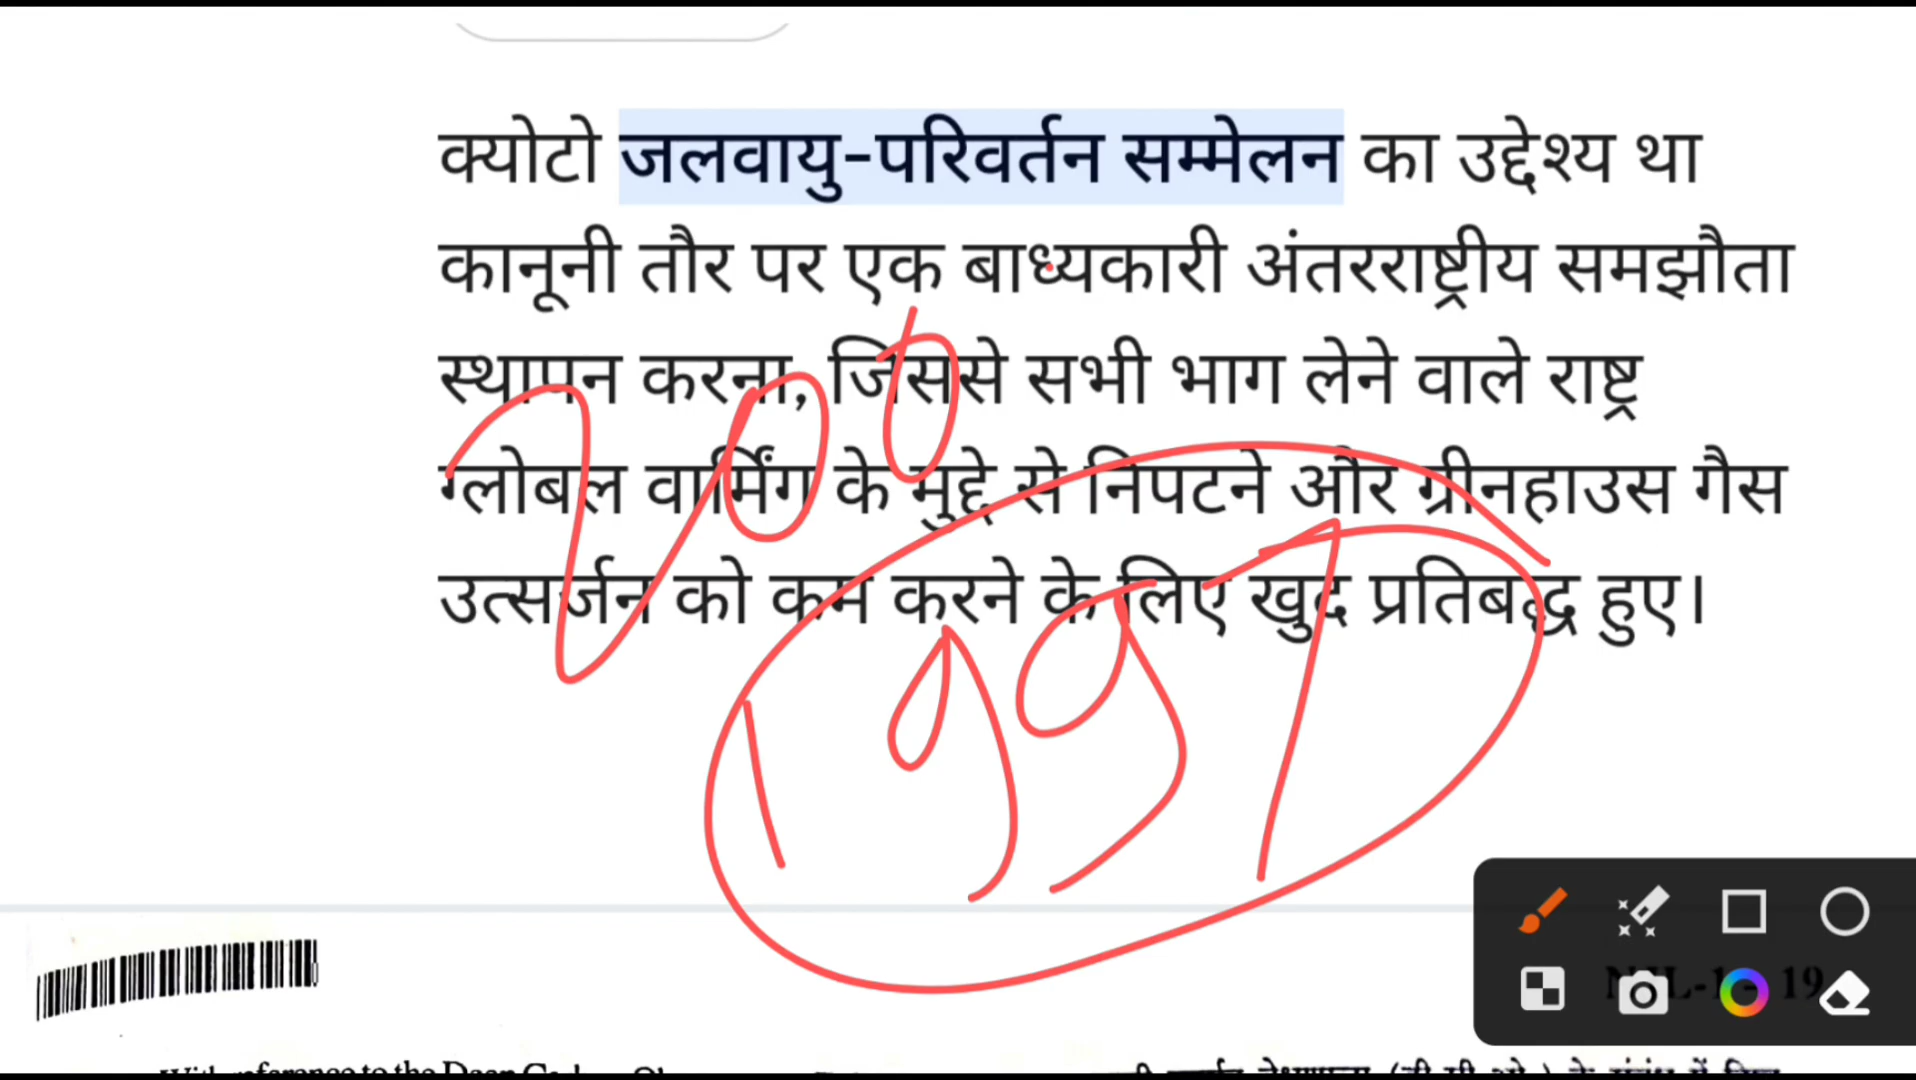 क्योटो जलवायु-परिवर्तन सम्मेलन का उद्देश्य था
कानूनी तौर पर एक बाध्यकारी अंतरराष्ट्रीय समझौता
स्थापन करना, जिससे सभी भाग लेने वाले राष्ट्र
ग्लोबल वार्मिंग के मुद्दे से निपटने और ग्रीनहाउस गैस
उत्सर्जन को कम करने के लिए खुद प्रतिबद्ध हुए।
200
1997